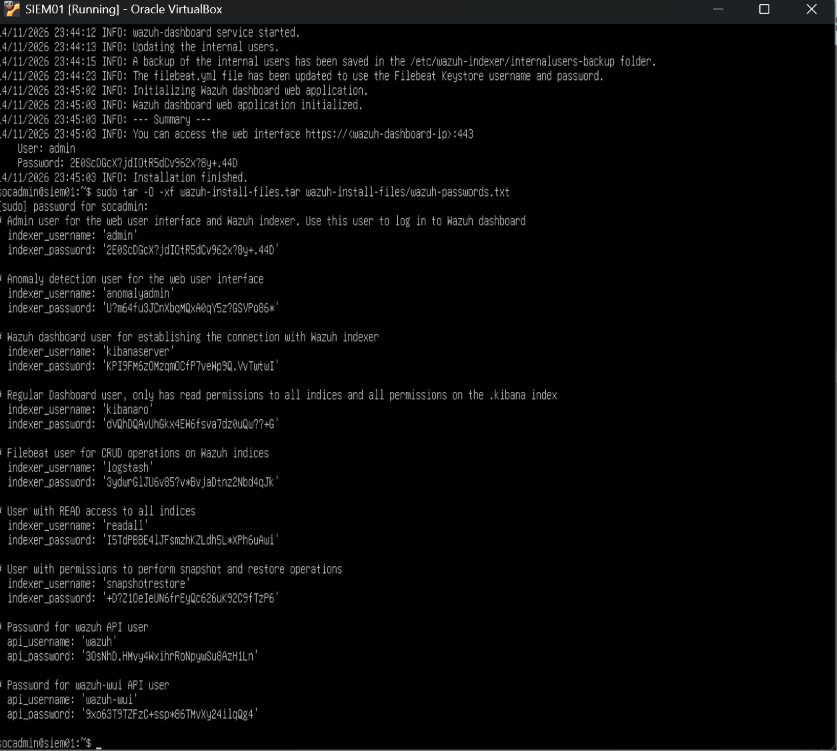 SIEM01 [Running] - Oracle VirtualBox
4/11/2026 23:44:12 INFO: wazuh-dashboard service started.
4/11/2026 23:44:13 INFO: Updating the internal users.
4/11/2026 23:44:15 INFO: A backup of the internal users has been saved in the /etc/wazuh-indexer/internalusers-backup folder.
4/11/2026 23:44:23 INFO: The filebeat.yml file has been updated to use the Filebeat Keystore username and password.
4/11/2026 23:45:02 INFO: Initializing Wazuh dashboard web application.
4/11/2026 23:45:03 INFO: Wazuh dashboard web application initialized.
4/11/2026 23:45:03 INFO: --- Summary ---
4/11/2026 23:45:03 INFO: You can access the web interface https://<wazuh-dashboard-ip>:443
User: admin
Password: 2E0ScDGcX?jdIOtR5dCv962x?8y+.44D
4/11/2026 23:45:03 INFO: Installation finished.
socadmin@siem01:~$ sudo tar -O -xf wazuh-install-files.tar wazuh-install-files/wazuh-passwords.txt
[sudo] password for socadmin:
# Admin user for the web user interface and Wazuh indexer. Use this user to log in to Wazuh dashboard
indexer_username: 'admin'
indexer_password: '2E0ScDGcX?jdIOtR5dCv962x?8y+.44D'
# Anomaly detection user for the web user interface
indexer_username: 'anomalyadmin'
indexer_password: 'U?m64fu3JCnXbqMQxA0qY5z?GSVPo86*'
# Wazuh dashboard user for establishing the connection with Wazuh indexer
indexer_username: 'kibanaserver'
indexer_password: 'KPI9FM6zOMzqmOCfP7veWp9Q.VvTwtwI'
# Regular Dashboard user, only has read permissions to all indices and all permissions on the .kibana index
indexer_username: 'kibanaro'
indexer_password: 'dVQhDQAvUhGkx4EW6fsva7dz0uQw??+G'
# Filebeat user for CRUD operations on Wazuh indices
indexer_username: 'logstash'
indexer_password: '3ydwrGlJU6v85?v*BvjaDtnz2Nbd4qJk'
# User with READ access to all indices
indexer_username: 'readall'
indexer_password: 'I5TdPBBE4lJFsmzhKZLdh5L*XPh6uAwi'
# User with permissions to perform snapshot and restore operations
indexer_username: 'snapshotrestore'
indexer_password: '+D?Z1OeIeUN6frEyQc626uK92C9fTzP6'
# Password for wazuh API user
api_username: 'wazuh'
api_password: '3OsNhD.HMvy4WxihrRoNpywSu8AzH1Ln'
# Password for wazuh-wui API user
api_username: 'wazuh-wui'
api_password: '9xo63T9TZFzC+ssp*86TMvXy24ilqQg4'
socadmin@siem01:~$ _